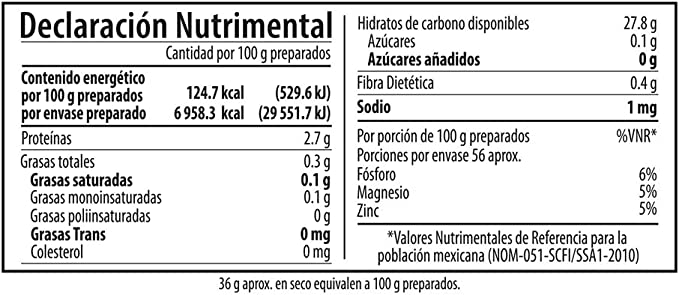 Declaración Nutrimental
Cantidad por 100 g preparados
Contenido energético
por 100 g preparados 124.7 kcal (529.6 kJ)
por envase preparado 6 958.3 kcal (29 551.7 kJ)
Proteínas 2.7 g
Grasas totales 0.3 g
Grasas saturadas 0.1 g
Grasas monoinsaturadas 0.1 g
Grasas poliinsaturadas 0 g
Grasas Trans 0 mg
Colesterol 0 mg
Hidratos de carbono disponibles 27.8 g
Azúcares 0.1 g
Azúcares añadidos 0 g
Fibra Dietética 0.4 g
Sodio 1 mg
Por porción de 100 g preparados %VNR*
Porciones por envase 56 aprox.
Fósforo 6%
Magnesio 5%
Zinc 5%
*Valores Nutrimentales de Referencia para la
población mexicana (NOM-051-SCFI/SSA1-2010)
36 g aprox. en seco equivalen a 100 g preparados.